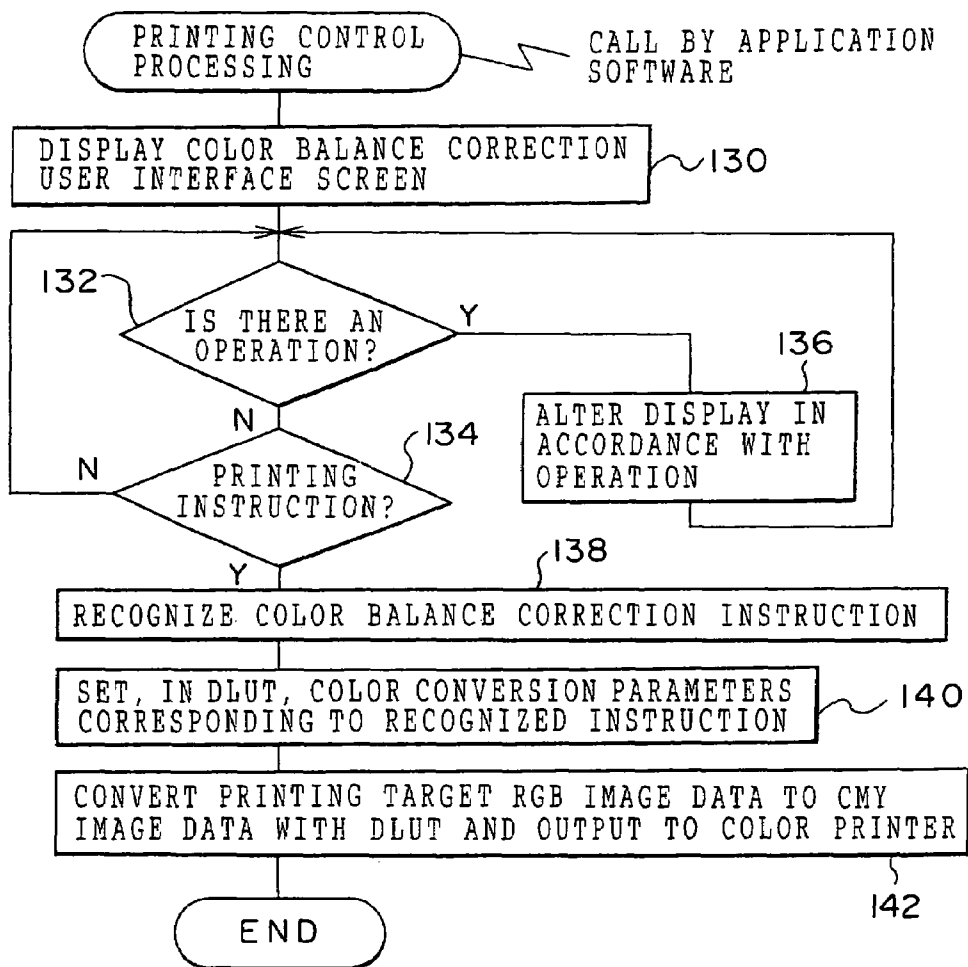 PRINTING CONTROL
PROCESSING
CALL BY APPLICATION
SOFTWARE
DISPLAY COLOR BALANCE CORRECTION
USER INTERFACE SCREEN
130
132
IS THERE AN
OPERATION?
Y
N
136
ALTER DISPLAY IN
ACCORDANCE WITH
OPERATION
134
N
PRINTING
INSTRUCTION?
Y
138
RECOGNIZE COLOR BALANCE CORRECTION INSTRUCTION
SET, IN DLUT, COLOR CONVERSION PARAMETERS
CORRESPONDING TO RECOGNIZED INSTRUCTION
140
CONVERT PRINTING TARGET RGB IMAGE DATA TO CMY
IMAGE DATA WITH DLUT AND OUTPUT TO COLOR PRINTER
142
END